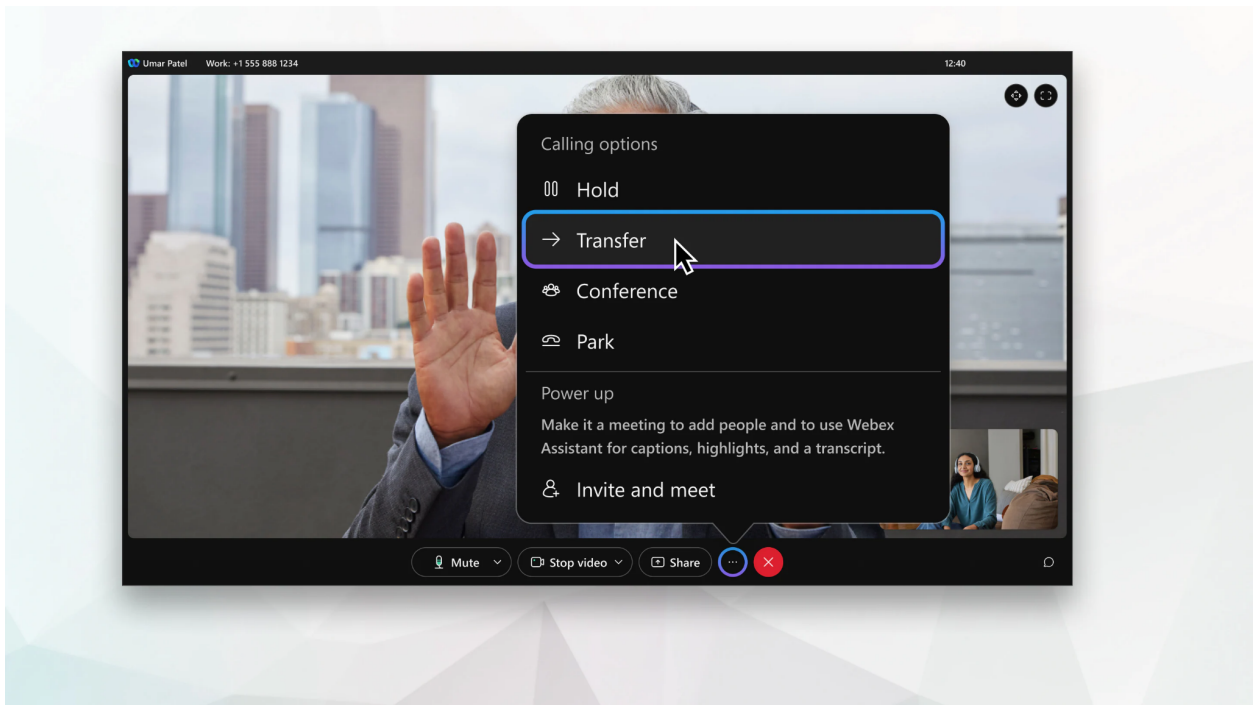 Umar Patel Work: +1 555 888 1234 12:40
Calling options
Hold
Transfer
Conference
Park
Power up
Make it a meeting to add people and to use Webex
Assistant for captions, highlights, and a transcript.
Invite and meet
Mute Stop video Share